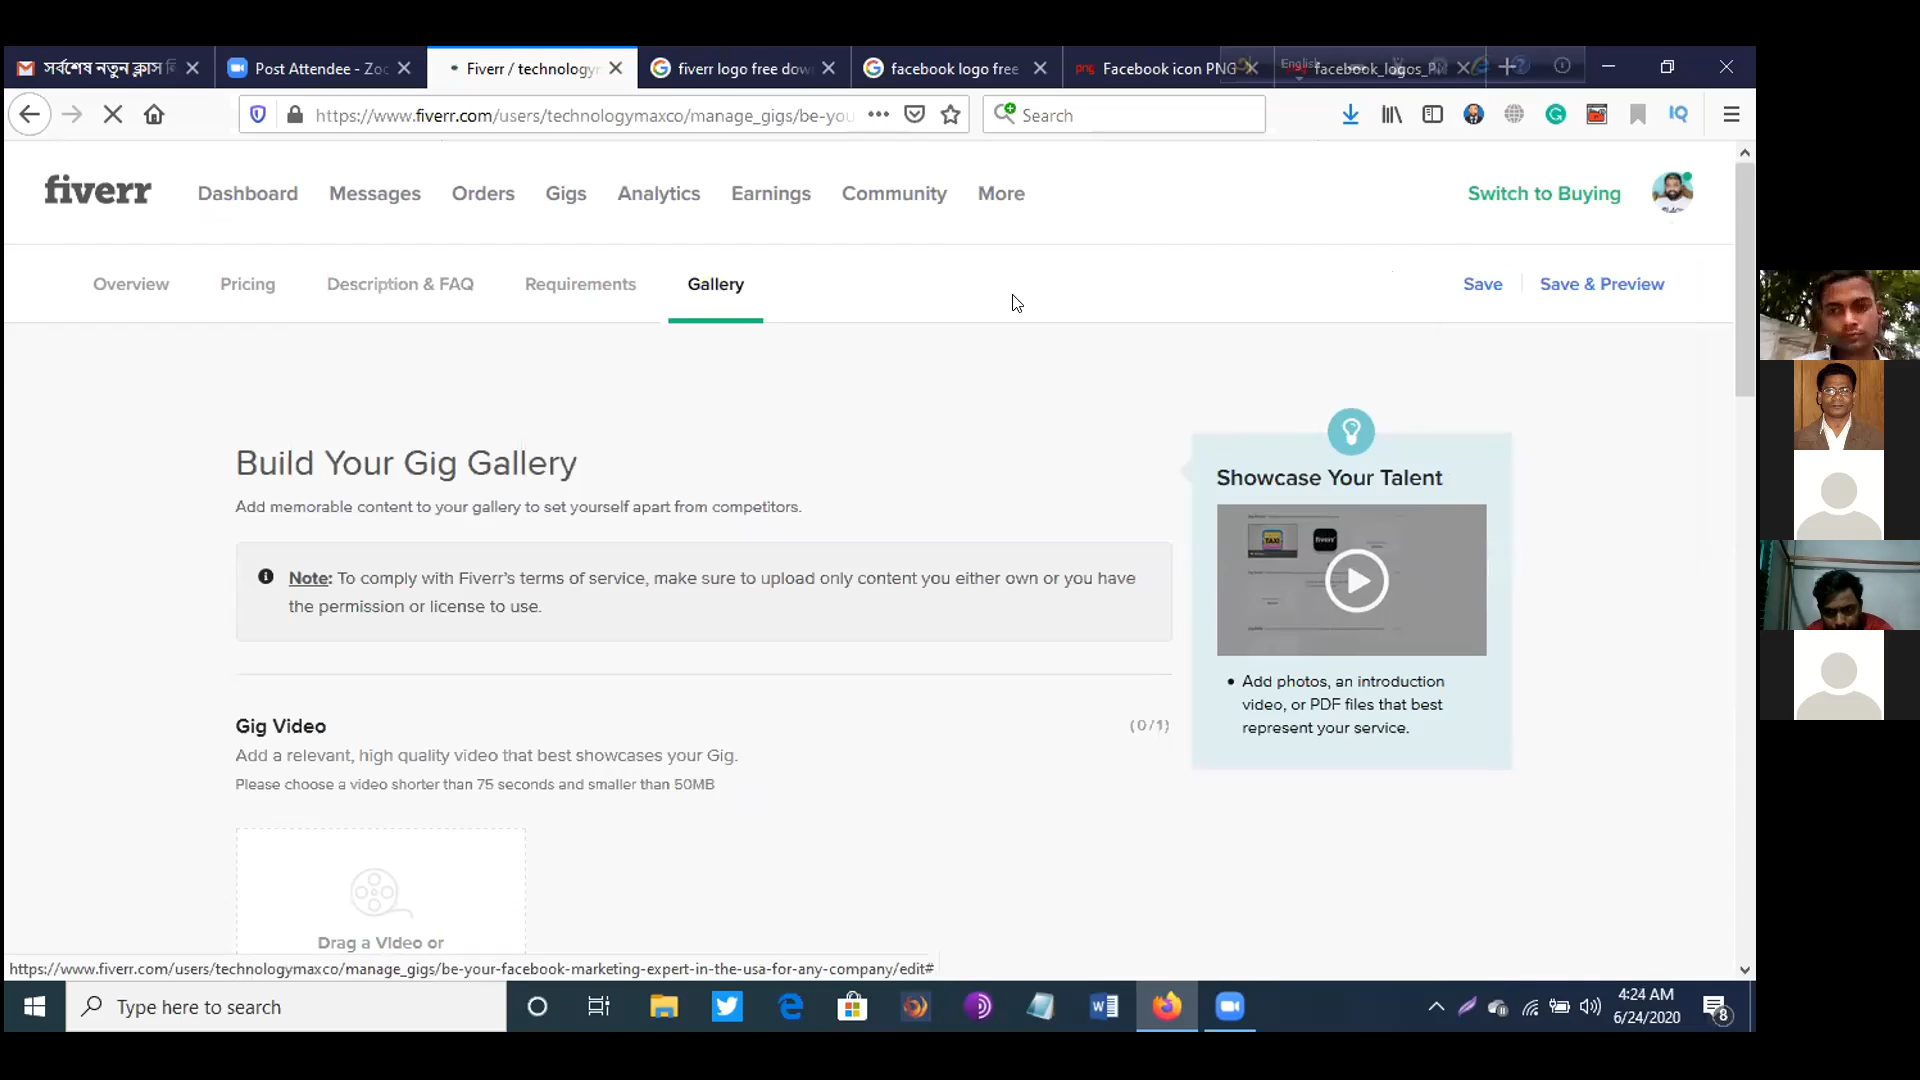 সর্বশেষ নতুন ক্লাস
Post Attendee - Zoo
Fiverr / technologym
fiverr logo free dow
facebook logo free
Facebook icon PNG
English
facebook_logos_P
https://www.fiverr.com/users/technologymaxco/manage_gigs/be-you
Search
IQ
fiverr
Dashboard
Messages
Orders
Gigs
Analytics
Earnings
Community
More
Switch to Buying
Overview
Pricing
Description & FAQ
Requirements
Gallery
Save
Save & Preview
Build Your Gig Gallery
Add memorable content to your gallery to set yourself apart from competitors.
Note: To comply with Fiverr's terms of service, make sure to upload only content you either own or you have
the permission or license to use.
Showcase Your Talent
TAXI
fiverr
• Add photos, an introduction
video, or PDF files that best
represent your service.
Gig Video
(0/1)
Add a relevant, high quality video that best showcases your Gig.
Please choose a video shorter than 75 seconds and smaller than 50MB
Drag a Video or
https://www.fiverr.com/users/technologymaxco/manage_gigs/be-your-facebook-marketing-expert-in-the-usa-for-any-company/edit#
Type here to search
4:24 AM
6/24/2020
8